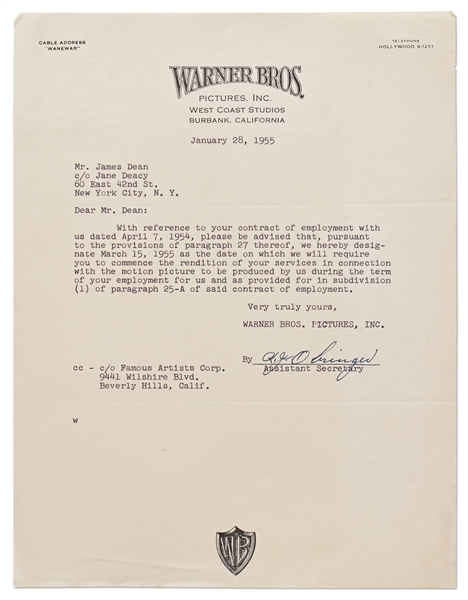 CABLE ADDRESS
"WANEWAR"
TELEPHONE
HOLLYWOOD 9-1251
WARNER BROS.
PICTURES, INC.
WEST COAST STUDIOS
BURBANK, CALIFORNIA
January 28, 1955
Mr. James Dean
c/o Jane Deacy
60 East 42nd St.
New York City, N. Y.
Dear Mr. Dean:
With reference to your contract of employment with
us dated April 7, 1954, please be advised that, pursuant
to the provisions of paragraph 27 thereof, we hereby desig-
nate March 15, 1955 as the date on which we will require
you to commence the rendition of your services in connection
with the motion picture to be produced by us during the term
of your employment for us and as provided for in subdivision
(1) of paragraph 25-A of said contract of employment.
Very truly yours,
WARNER BROS. PICTURES, INC.
By
Assistant Secretary
cc - c/o Famous Artists Corp.
9441 Wilshire Blvd.
Beverly Hills, Calif.
w
WB